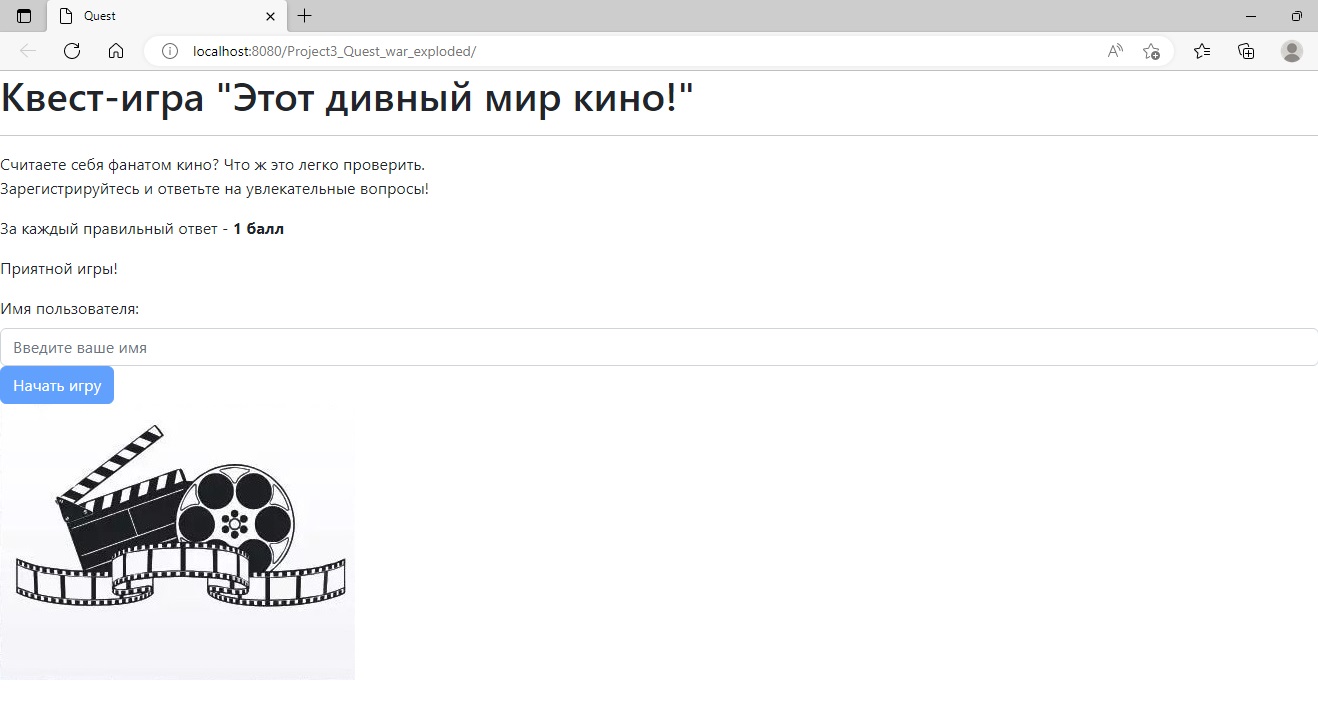 Quest
localhost:8080/Project3_Quest_war_exploded/
Квест-игра "Этот дивный мир кино!"
Считаете себя фанатом кино? Что ж это легко проверить.
Зарегистрируйтесь и ответьте на увлекательные вопросы!
За каждый правильный ответ - 1 балл
Приятной игры!
Имя пользователя:
Введите ваше имя
Начать игру